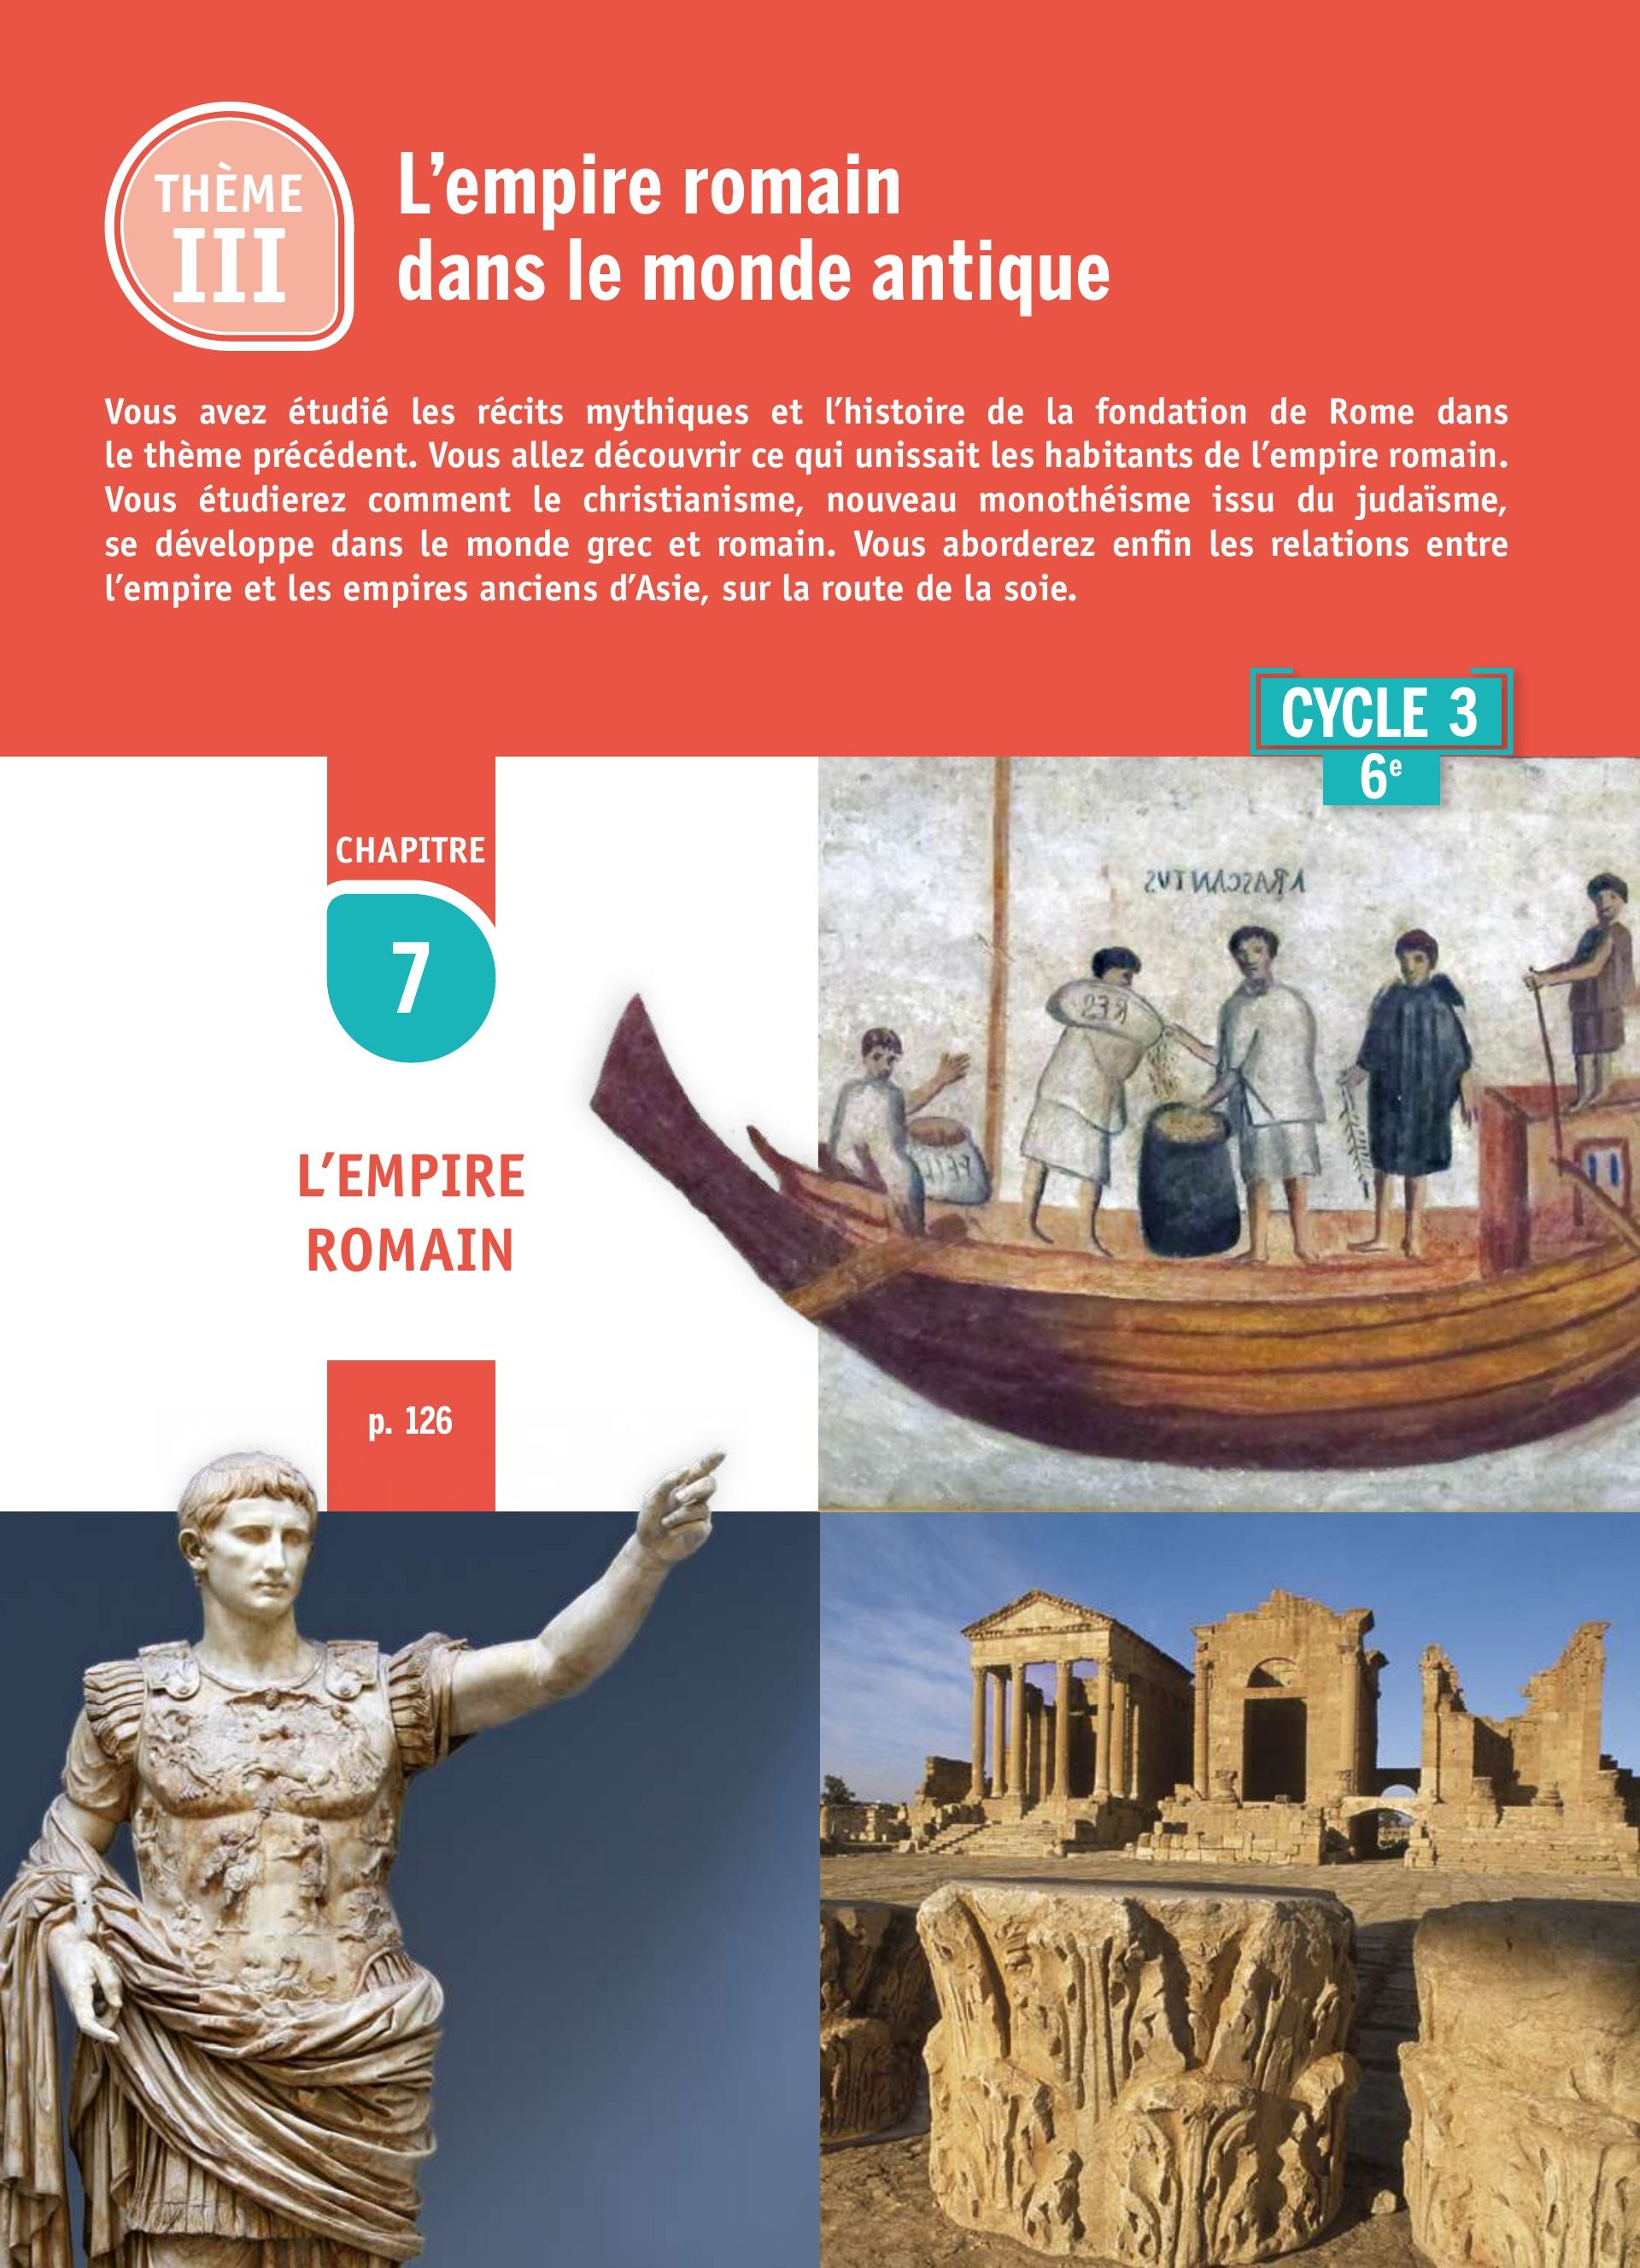 THÈME
III
L'empire romain
dans le monde antique
Vous avez étudié les récits mythiques et l'histoire de la fondation de Rome dans
le thème précédent. Vous allez découvrir ce qui unissait les habitants de l'empire romain.
Vous étudierez comment le christianisme, nouveau monothéisme issu du judaïsme,
se développe dans le monde grec et romain. Vous aborderez enfin les relations entre
l'empire et les empires anciens d'Asie, sur la route de la soie.
CYCLE 3
6e
CHAPITRE
7
L'EMPIRE
ROMAIN
p. 126
ARASCANTVS
RES